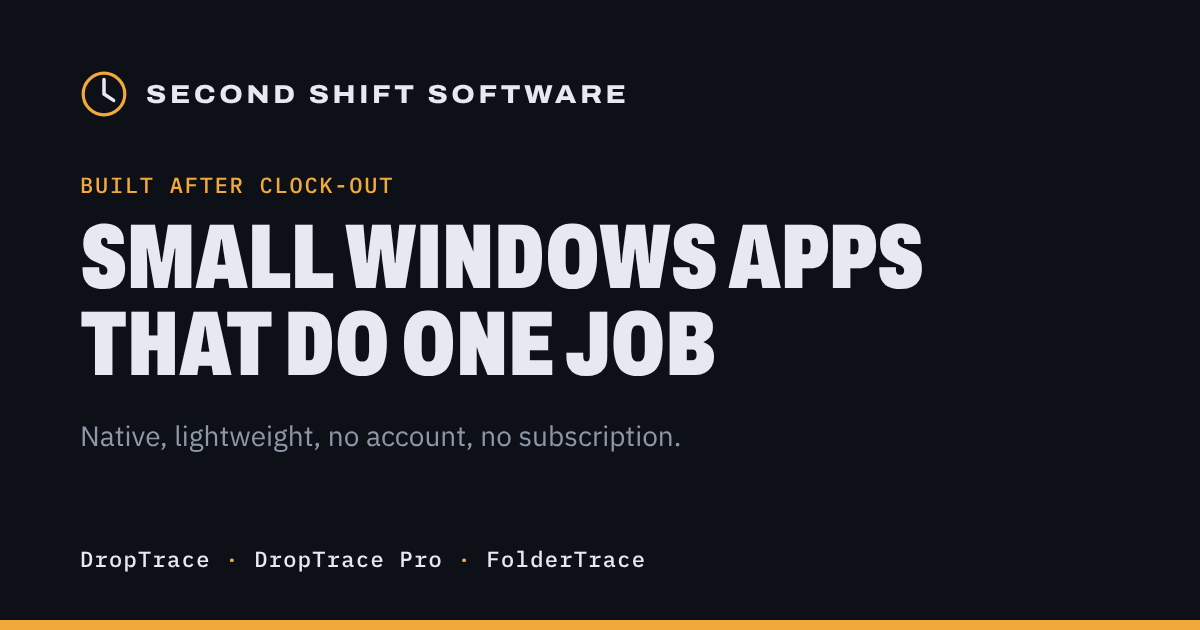 SECOND SHIFT SOFTWARE
BUILT AFTER CLOCK-OUT
SMALL WINDOWS APPS
THAT DO ONE JOB
Native, lightweight, no account, no subscription.
DropTrace · DropTrace Pro · FolderTrace